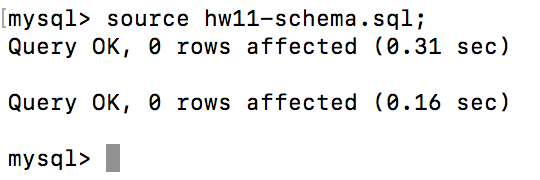 [mysql> source hw11-schema.sql;
Query OK, 0 rows affected (0.31 sec)
Query OK, 0 rows affected (0.16 sec)
mysql>